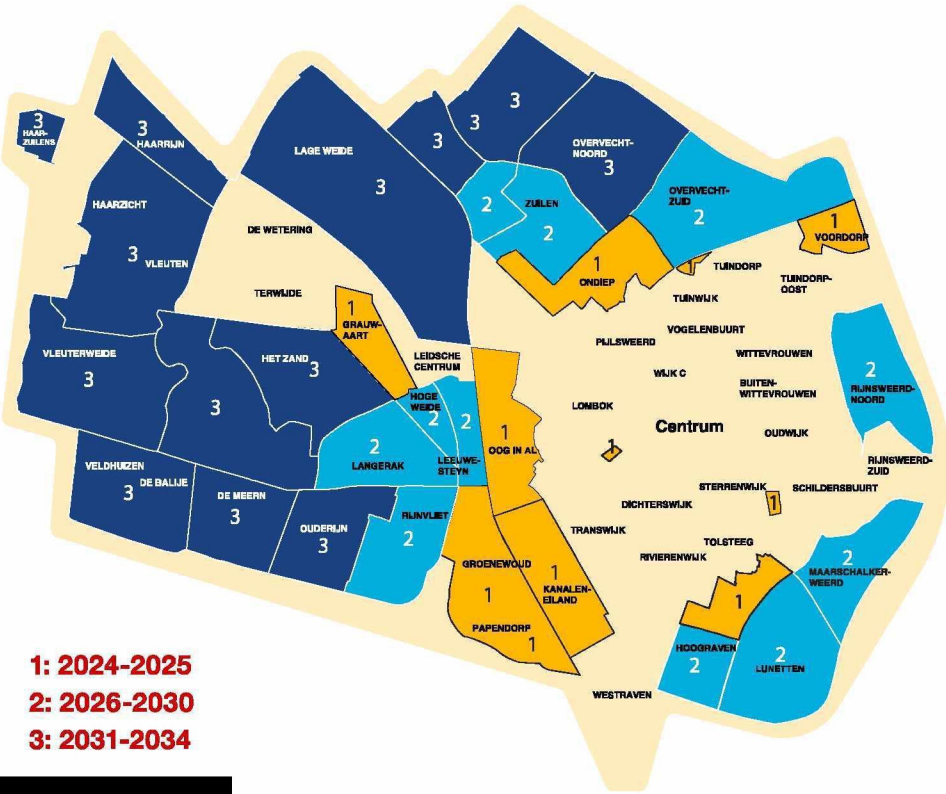 3
HAAR-
ZUILENS
3
HAARRIJN
LAGE WEIDE
3
3
3
3
OVERVECHT-
NOORD
3
HAARZICHT
3
VLEUTEN
DE WETERING
2
ZUILEN
2
OVERVECHT-
ZUID
2
1
VOORDORP
TERWIJDE
1
GRAUW-
AART
1
ONDIEP
1
TUINDORP
TUINDORP-
OOST
TUINWIJK
VOGELENBUURT
PIJLSWEERD
WITTEVROUWEN
WIJK C
BUITEN-
WITTEVROUWEN
2
RIJNSWEERD-
NOORD
VLEUTERWEIDE
3
HET ZAND
3
3
LEIDSCHE
CENTRUM
HOGE
WEIDE
2
2
1
OOG IN AL
LOMBOK
Centrum
OUDWIJK
1
2
LANGERAK
LEEUWE-
STEYN
RIJNSWEERD-
ZUID
VELDHUIZEN
3
DE BALIJE
DE MEERN
3
OUDERIJN
3
RIJNVLIET
2
STERRENWIJK
1
SCHILDERSBUURT
DICHTERSWIJK
TRANSWIJK
TOLSTEEG
RIVIERENWIJK
GROENEWOUD
1
PAPENDORP
1
1
KANALEN-
EILAND
2
MAARSCHALKER-
WEERD
1
HOOGRAVEN
2
2
LUNETTEN
WESTRAVEN
1: 2024-2025
2: 2026-2030
3: 2031-2034